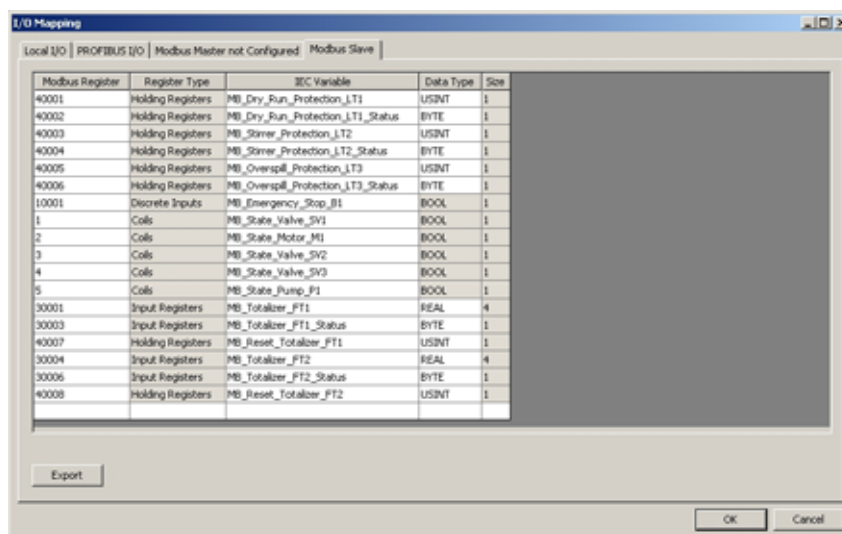 I/O Mapping
Local I/O PROFIBUS I/O Modbus Master not Configured Modbus Slave
Modbus Register Register Type IEC Variable Data Type Size
40001 Holding Registers MB_Dry_Run_Protection_LT1 USINT 1
40002 Holding Registers MB_Dry_Run_Protection_LT1_Status BYTE 1
40003 Holding Registers MB_Stirrer_Protection_LT2 USINT 1
40004 Holding Registers MB_Stirrer_Protection_LT2_Status BYTE 1
40005 Holding Registers MB_Overspill_Protection_LT3 USINT 1
40006 Holding Registers MB_Overspill_Protection_LT3_Status BYTE 1
10001 Discrete Inputs MB_Emergency_Stop_B1 BOOL 1
1 Coils MB_State_Valve_SV1 BOOL 1
2 Coils MB_State_Motor_M1 BOOL 1
3 Coils MB_State_Valve_SV2 BOOL 1
4 Coils MB_State_Valve_SV3 BOOL 1
5 Coils MB_State_Pump_P1 BOOL 1
30001 Input Registers MB_Totalizer_FT1 REAL 4
30003 Input Registers MB_Totalizer_FT1_Status BYTE 1
40007 Holding Registers MB_Reset_Totalizer_FT1 USINT 1
30004 Input Registers MB_Totalizer_FT2 REAL 4
30006 Input Registers MB_Totalizer_FT2_Status BYTE 1
40008 Holding Registers MB_Reset_Totalizer_FT2 USINT 1
Export
OK Cancel